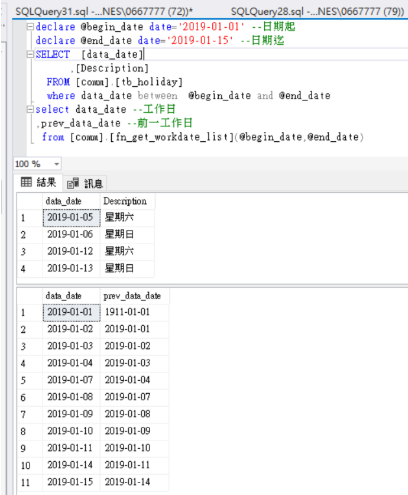 SQLQuery31.sql -...NES\0667777 (72))*
SQLQuery28.sql -...NES\0667777 (79))
declare @begin_date date='2019-01-01' --日期起
declare @end_date date='2019-01-15' --日期迄
SELECT [data_date]
,[Description]
FROM [comm].[tb_holiday]
where data_date between @begin_date and @end_date
select data_date --工作日
,prev_data_date --前一工作日
from [comm].[fn_get_workdate_list](@begin_date,@end_date)
100 %
結果 訊息
data_date Description
1 2019-01-05 星期六
2 2019-01-06 星期日
3 2019-01-12 星期六
4 2019-01-13 星期日
data_date prev_data_date
1 2019-01-01 1911-01-01
2 2019-01-02 2019-01-01
3 2019-01-03 2019-01-02
4 2019-01-04 2019-01-03
5 2019-01-07 2019-01-04
6 2019-01-08 2019-01-07
7 2019-01-09 2019-01-08
8 2019-01-10 2019-01-09
9 2019-01-11 2019-01-10
10 2019-01-14 2019-01-11
11 2019-01-15 2019-01-14